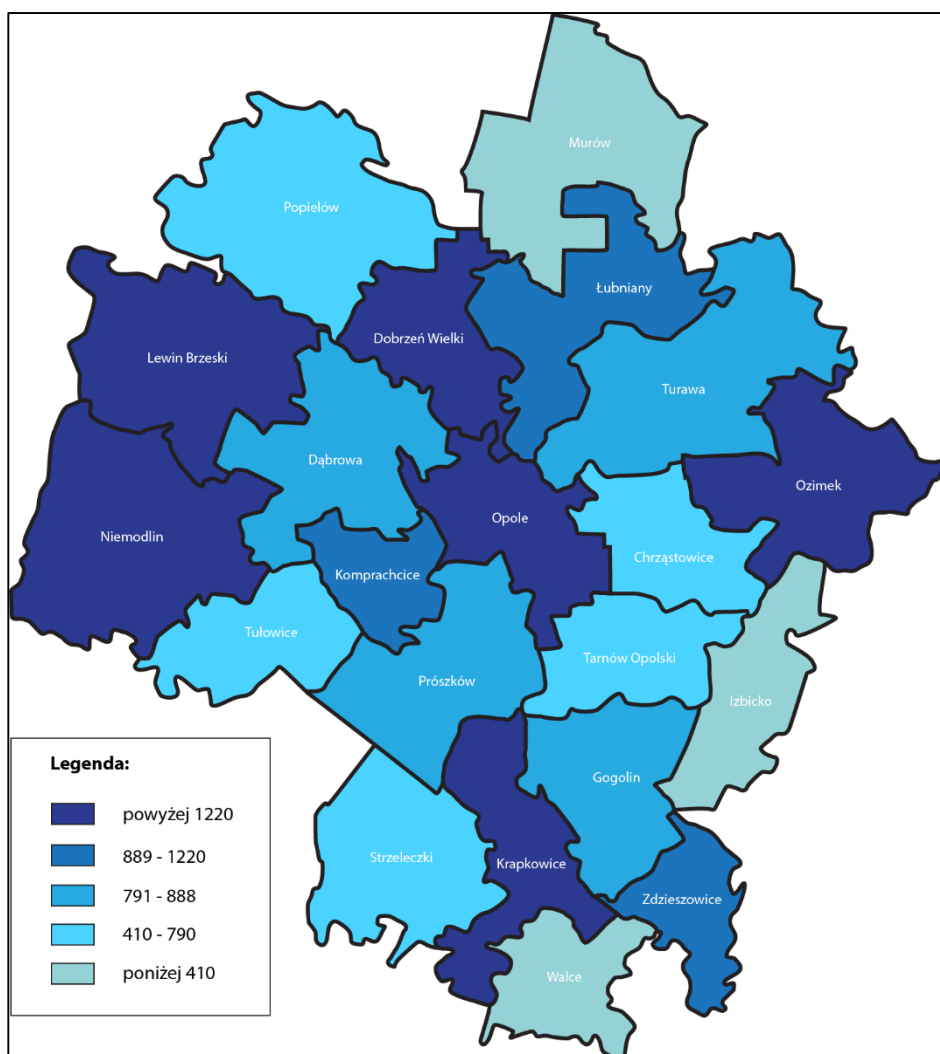 Murów
Popielów
Łubniany
Dobrzeń Wielki
Lewin Brzeski
Turawa
Dąbrowa
Ozimek
Opole
Niemodlin
Chrząstowice
Komprachcice
Tułowice
Tarnów Opolski
Prószków
Izbicko
Gogolin
Strzeleczki
Krapkowice
Zdzieszowice
Walce
Legenda:
powyżej 1220
889 - 1220
791 - 888
410 - 790
poniżej 410